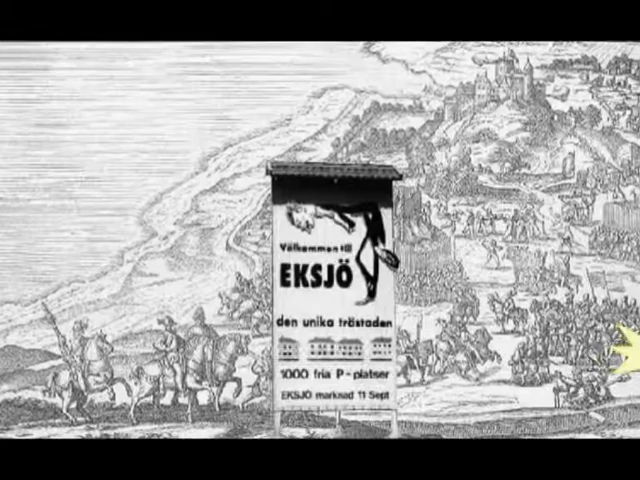 Välkommen till
EKSJÖ
den unika trästaden
1000 fria P-platser
EKSJÖ marknad 11 Sept